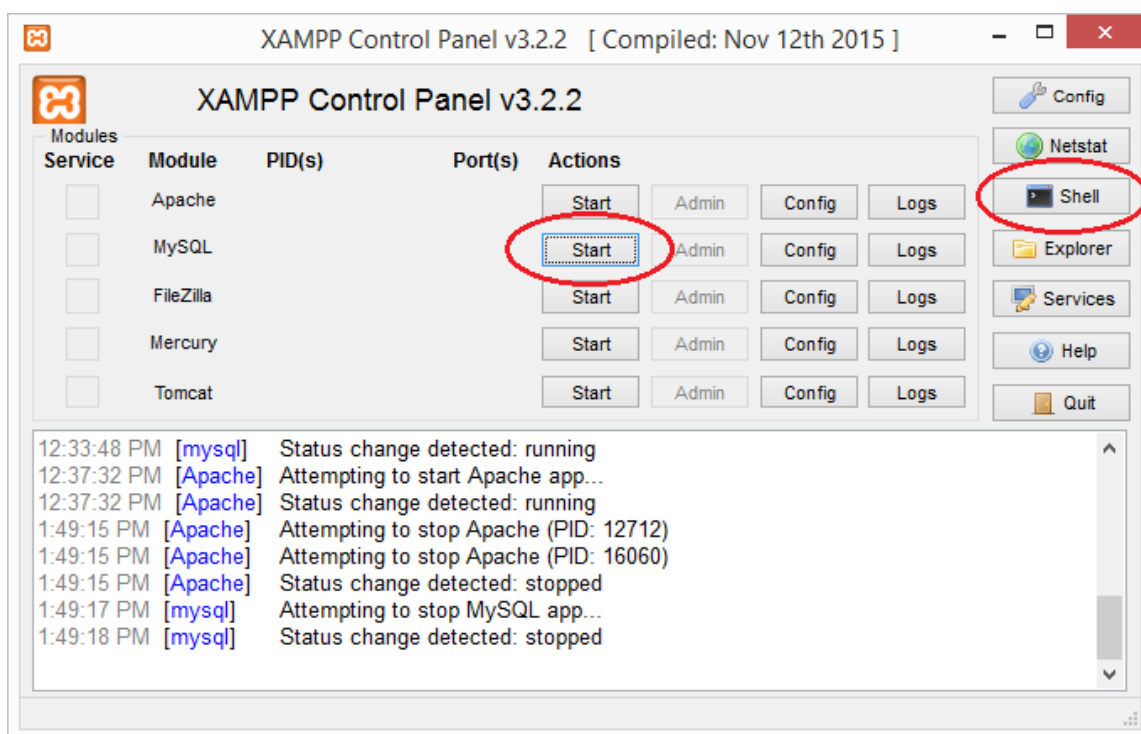 XAMPP Control Panel v3.2.2 [ Compiled: Nov 12th 2015 ]
XAMPP Control Panel v3.2.2
Config
Modules
Netstat
Service Module PID(s) Port(s) Actions
Apache Start Admin Config Logs Shell
MySQL Start Admin Config Logs Explorer
FileZilla Start Admin Config Logs Services
Mercury Start Admin Config Logs Help
Tomcat Start Admin Config Logs Quit
12:33:48 PM [mysql] Status change detected: running
12:37:32 PM [Apache] Attempting to start Apache app...
12:37:32 PM [Apache] Status change detected: running
1:49:15 PM [Apache] Attempting to stop Apache (PID: 12712)
1:49:15 PM [Apache] Attempting to stop Apache (PID: 16060)
1:49:15 PM [Apache] Status change detected: stopped
1:49:17 PM [mysql] Attempting to stop MySQL app...
1:49:18 PM [mysql] Status change detected: stopped